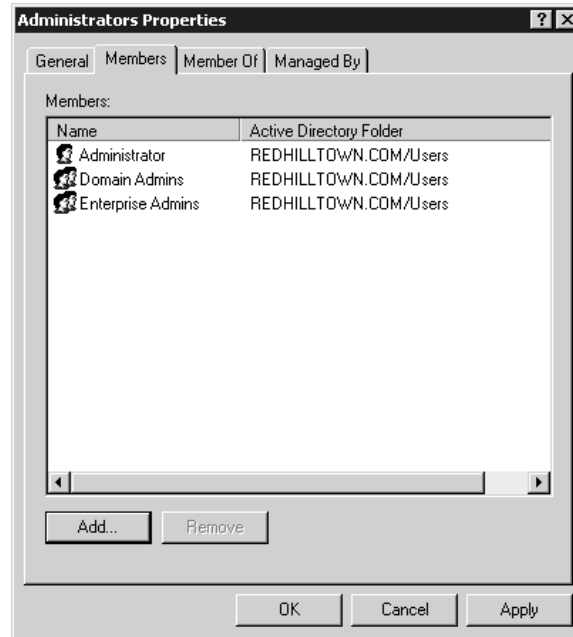 Administrators Properties ? X
General Members Member Of Managed By
Members:
Name Active Directory Folder
Administrator REDHILLTOWN.COM/Users
Domain Admins REDHILLTOWN.COM/Users
Enterprise Admins REDHILLTOWN.COM/Users
Add... Remove
OK Cancel Apply